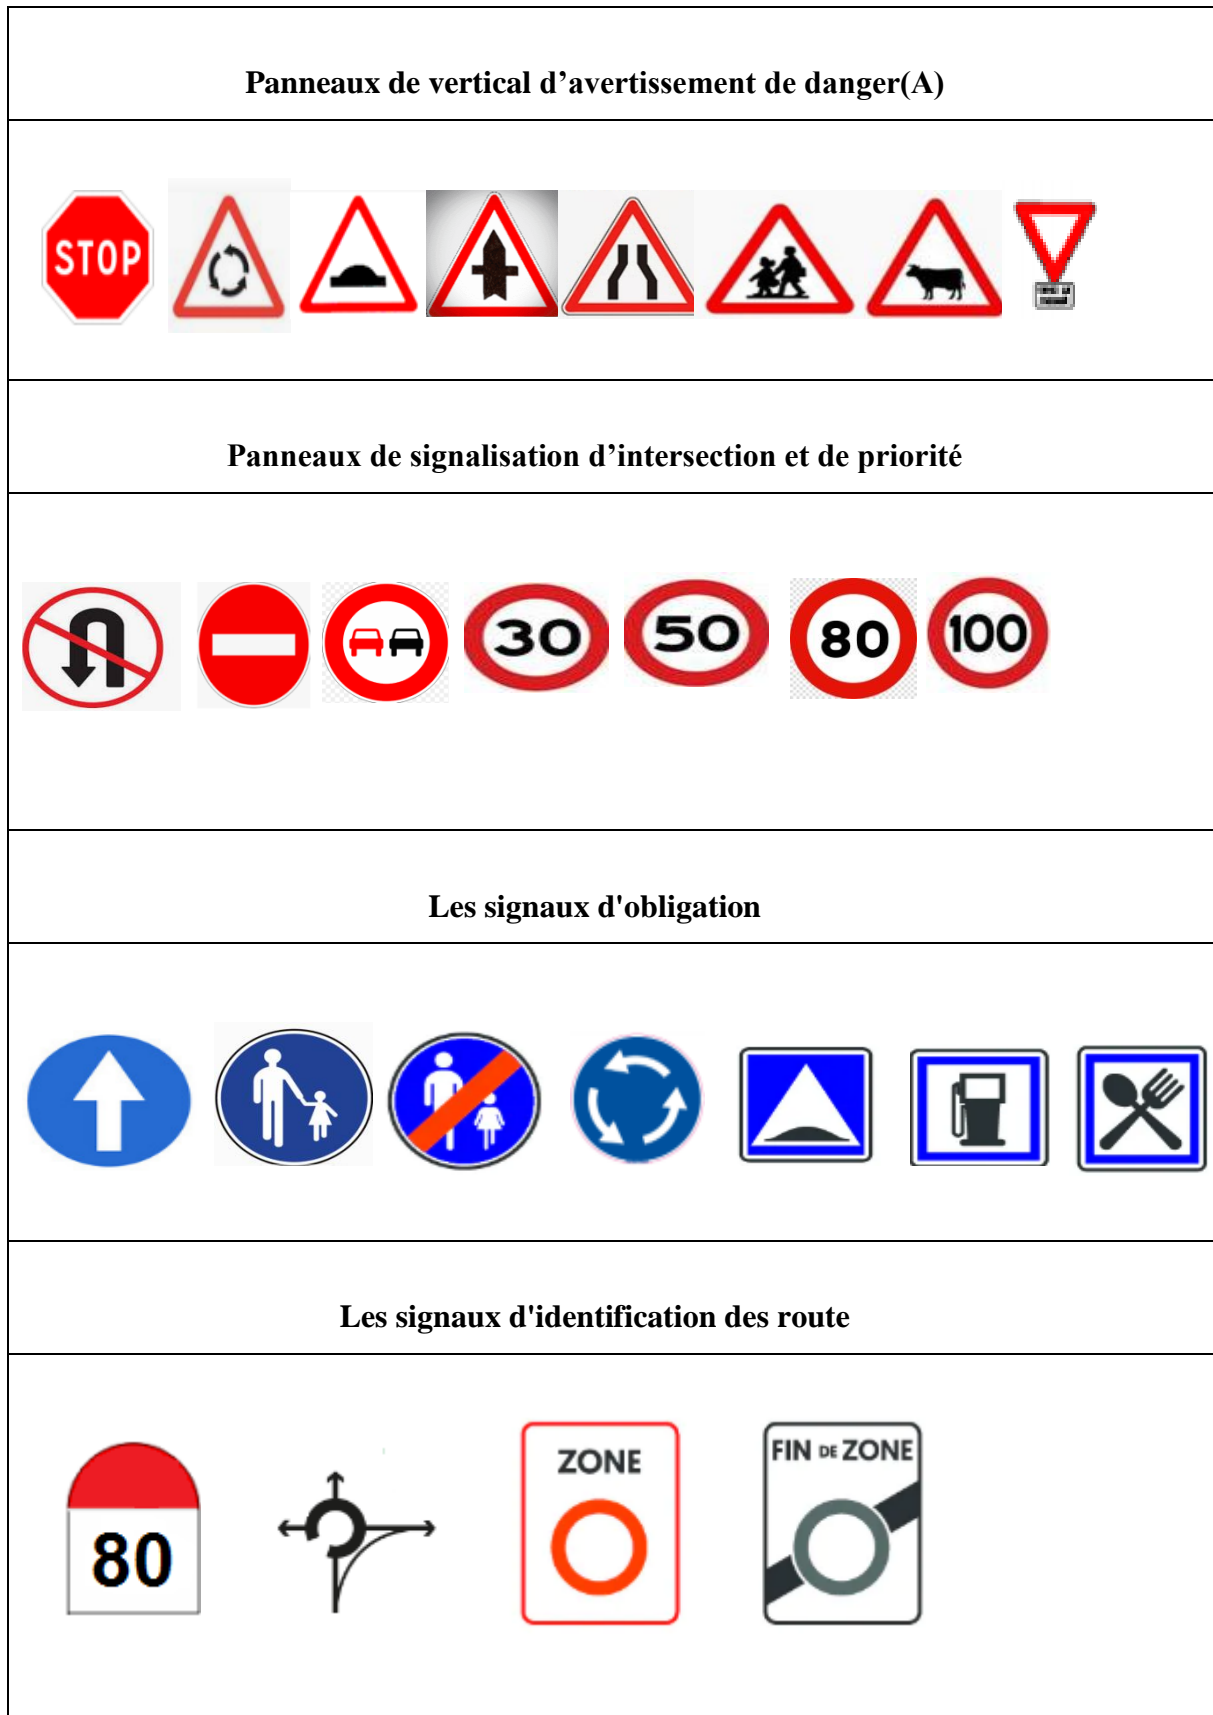 Panneaux de vertical d’avertissement de danger(A)
STOP
Panneaux de signalisation d’intersection et de priorité
30 50 80 100
Les signaux d'obligation
Les signaux d'identification des route
80
ZONE
FIN DE ZONE